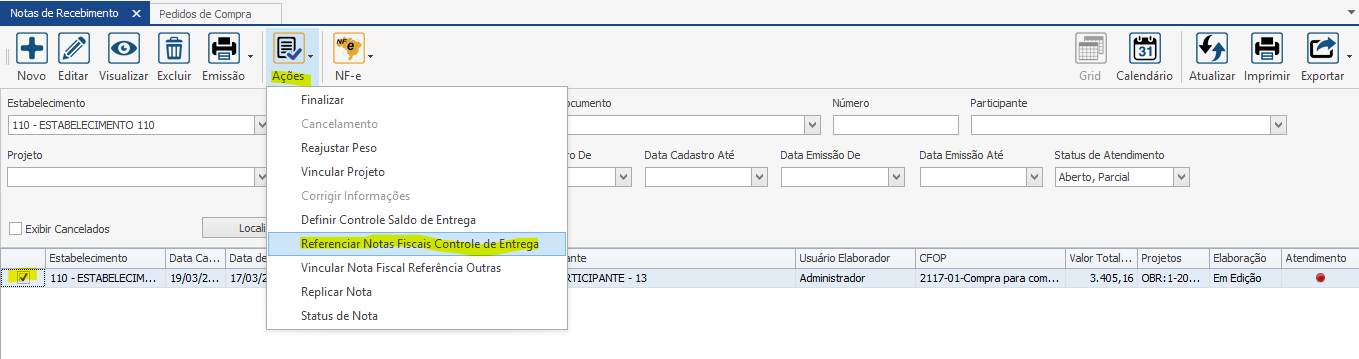 Notas de Recebimento
Pedidos de Compra
Novo Editar Visualizar Excluir Emissão Ações NF-e Grid Calendário Atualizar Imprimir Exportar
NF e
31
Finalizar
Cancelamento
Reajustar Peso
Vincular Projeto
Corrigir Informações
Definir Controle Saldo de Entrega
Referenciar Notas Fiscais Controle de Entrega
Vincular Nota Fiscal Referência Outras
Replicar Nota
Status de Nota
Estabelecimento ocumento Número Participante
110 - ESTABELECIMENTO 110
Projeto ro De Data Cadastro Até Data Emissão De Data Emissão Até Status de Atendimento
Aberto, Parcial
Exibir Cancelados Locali
Estabelecimento Data Ca... Data de ante Usuário Elaborador CFOP Valor Total... Projetos Elaboração Atendimento
110 - ESTABELECIM... 19/03/2... 17/03/2 ARTICIPANTE - 13 Administrador 2117-01-Compra para com... 3.405,16 OBR:1-20... Em Edição